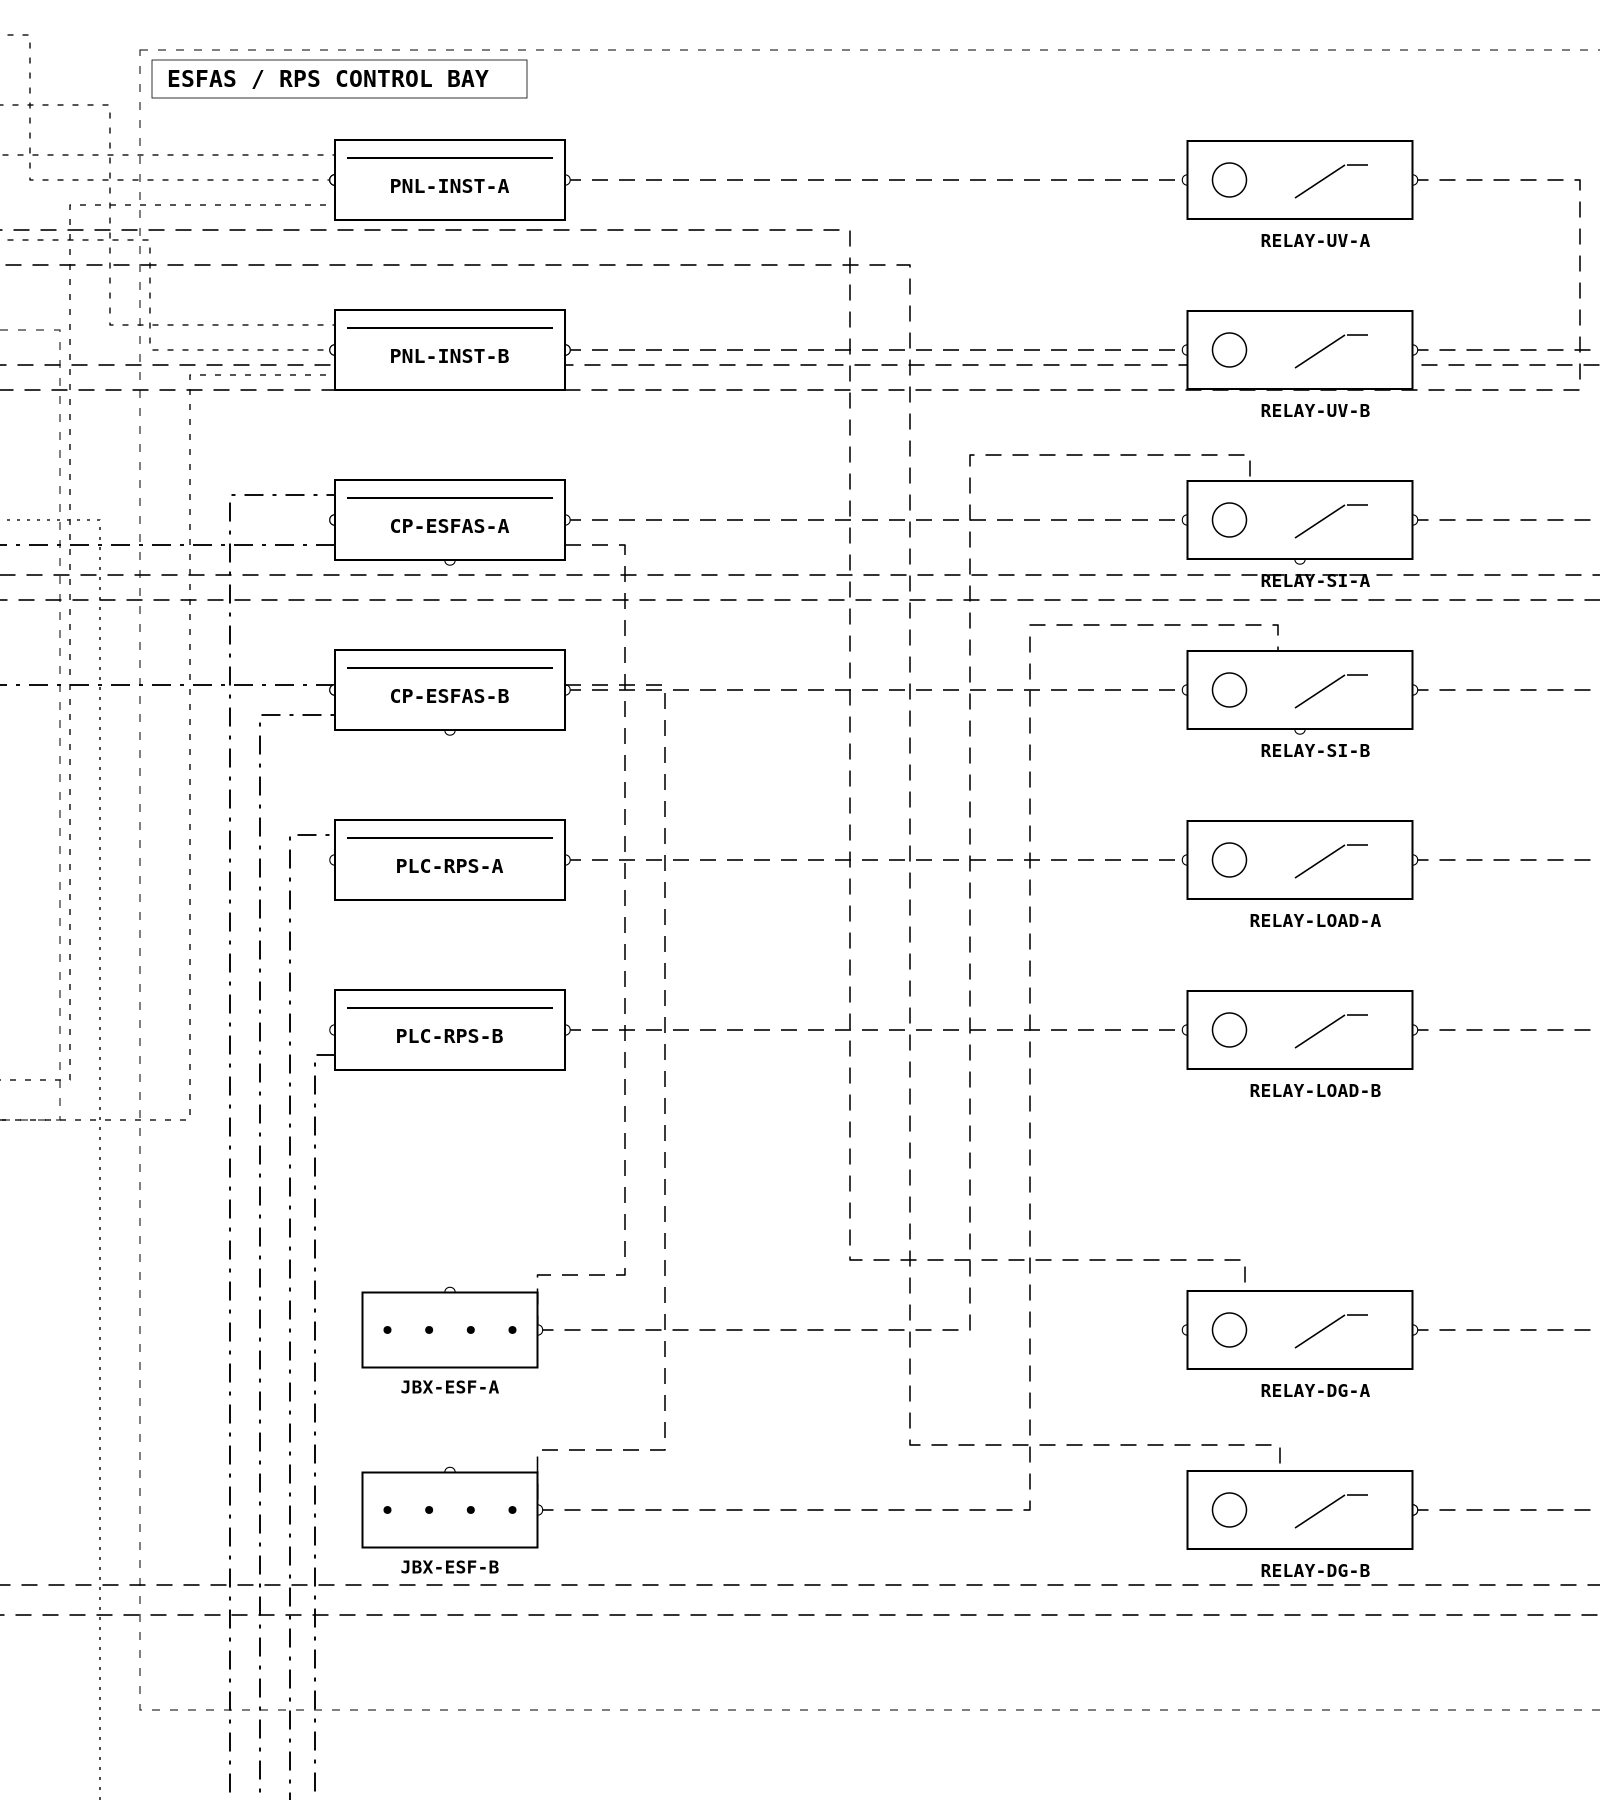 ESFAS / RPS CONTROL BAY
PNL-INST-A
RELAY-UV-A
PNL-INST-B
RELAY-UV-B
CP-ESFAS-A
RELAY-SI-A
CP-ESFAS-B
RELAY-SI-B
PLC-RPS-A
RELAY-LOAD-A
PLC-RPS-B
RELAY-LOAD-B
JBX-ESF-A
RELAY-DG-A
JBX-ESF-B
RELAY-DG-B